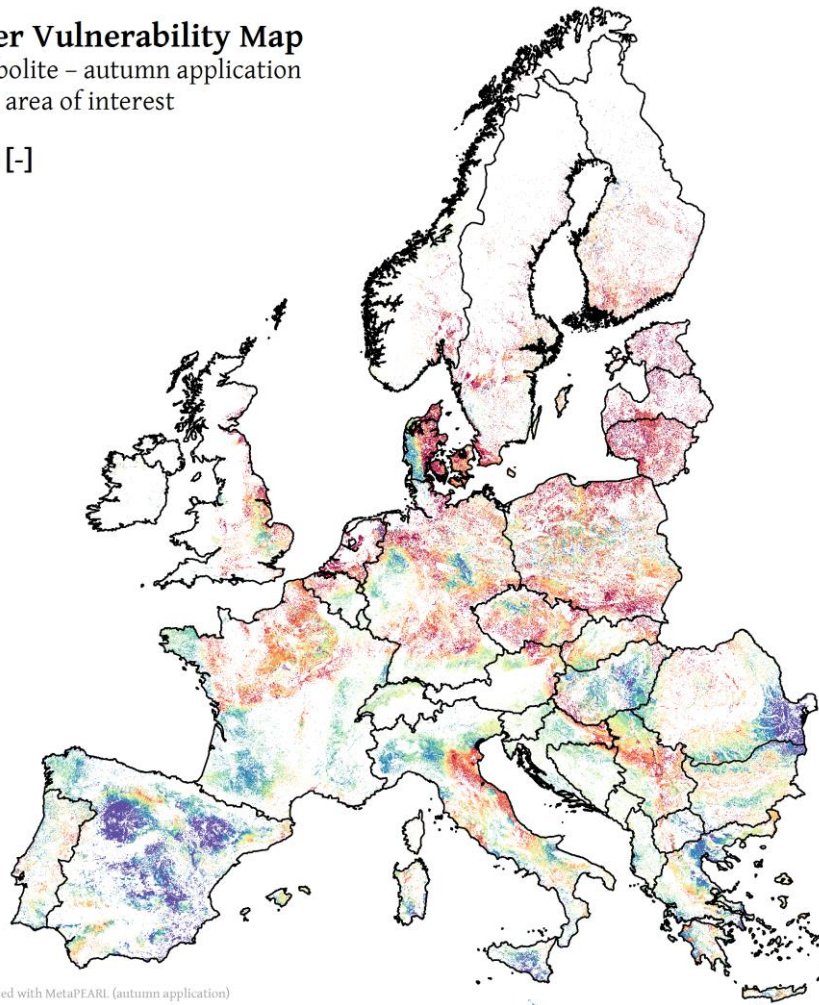 er Vulnerability Map
bolite – autumn application
area of interest
[-]
ed with MetaPEARL (autumn application)